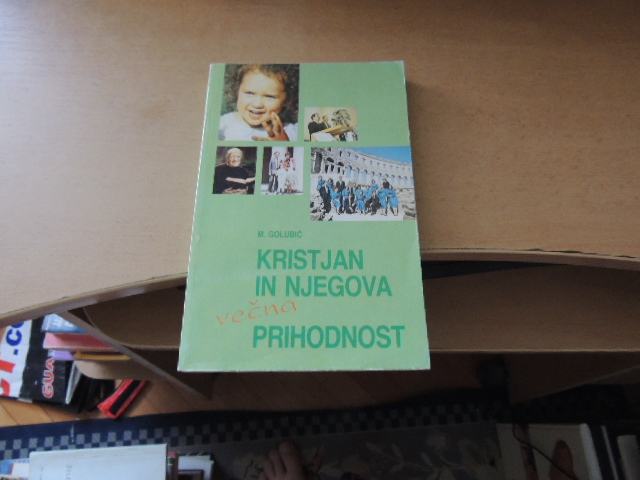 M. GOLUBIĆ
KRISTJAN
IN NJEGOVA
večna
PRIHODNOST